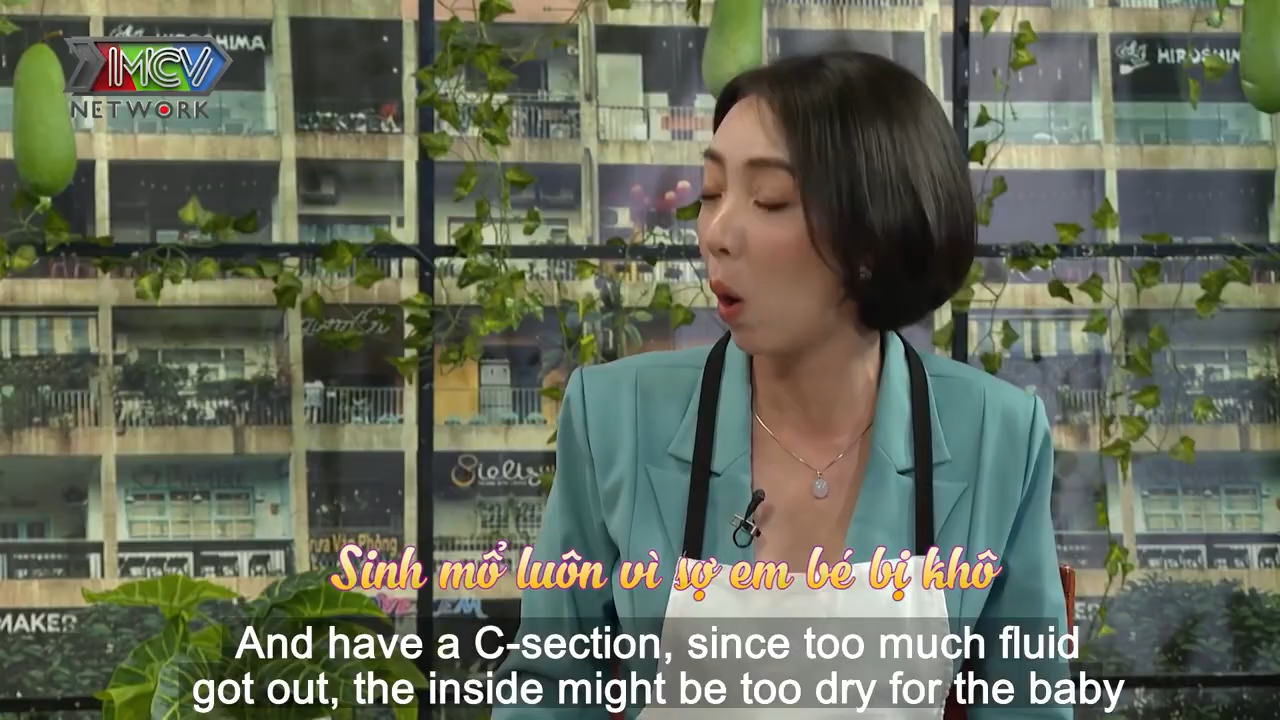 HIROSHIMA
MCV
NETWORK
HIROSHIM
Sinh mổ luôn vì sợ em bé bị khô
MAKER
And have a C-section, since too much fluid
got out, the inside might be too dry for the baby